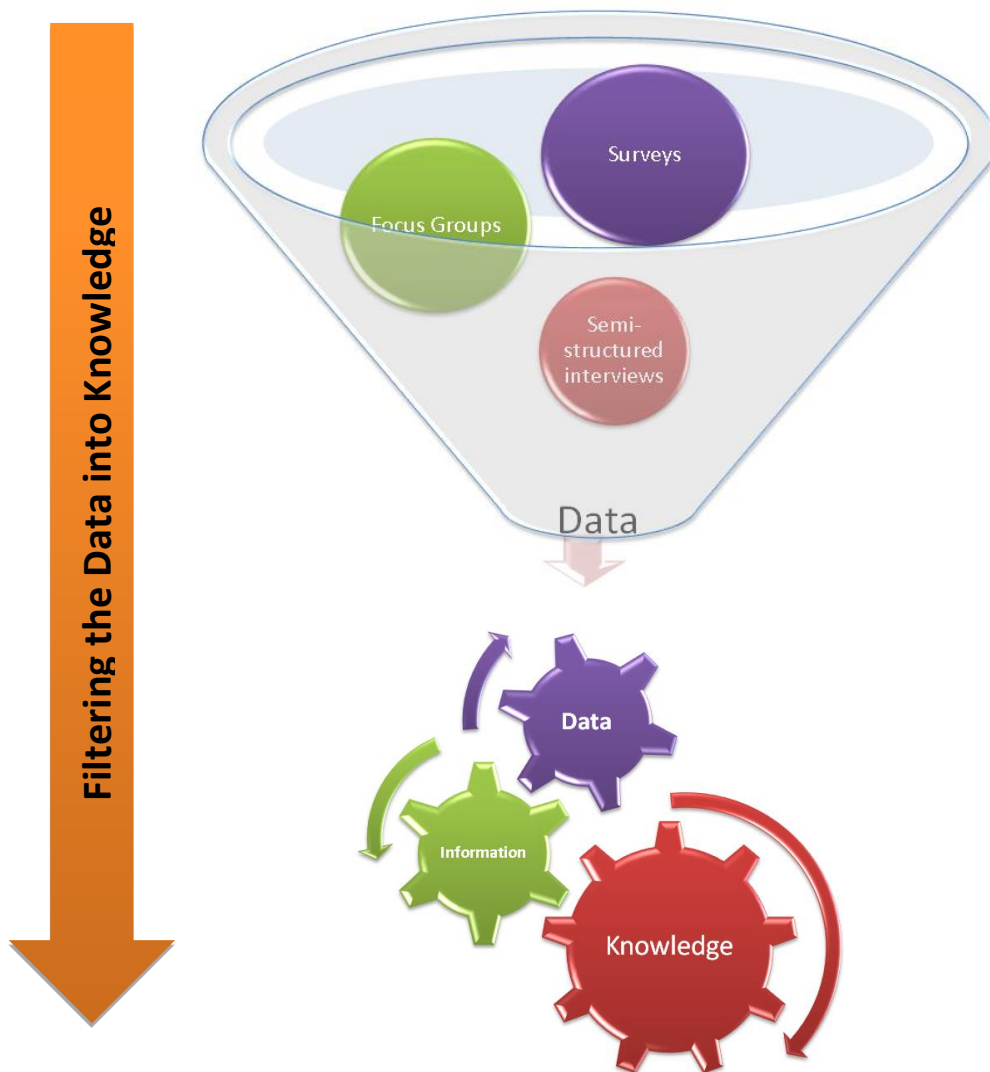 Filtering the Data into Knowledge
Surveys
Focus Groups
Semi-
structured
interviews
Data
Data
Information
Knowledge